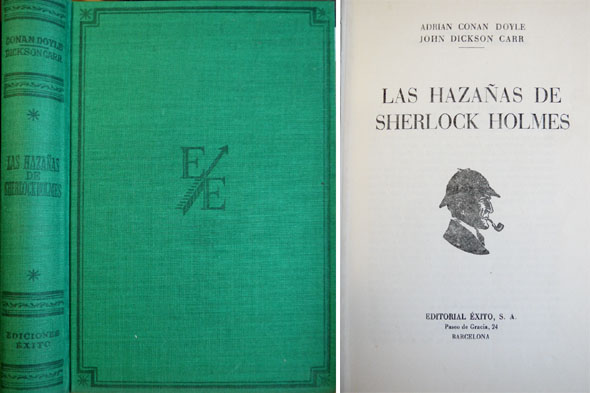 CONAN DOYLE
DICKSON CARR
LAS HAZAÑAS
DE
SHERLOCK HOLMES
EDICIONES
ÉXITO
E
E
ADRIAN CONAN DOYLE
JOHN DICKSON CARR
LAS HAZAÑAS DE
SHERLOCK HOLMES
EDITORIAL ÉXITO, S. A.
Paseo de Gracia, 24
BARCELONA